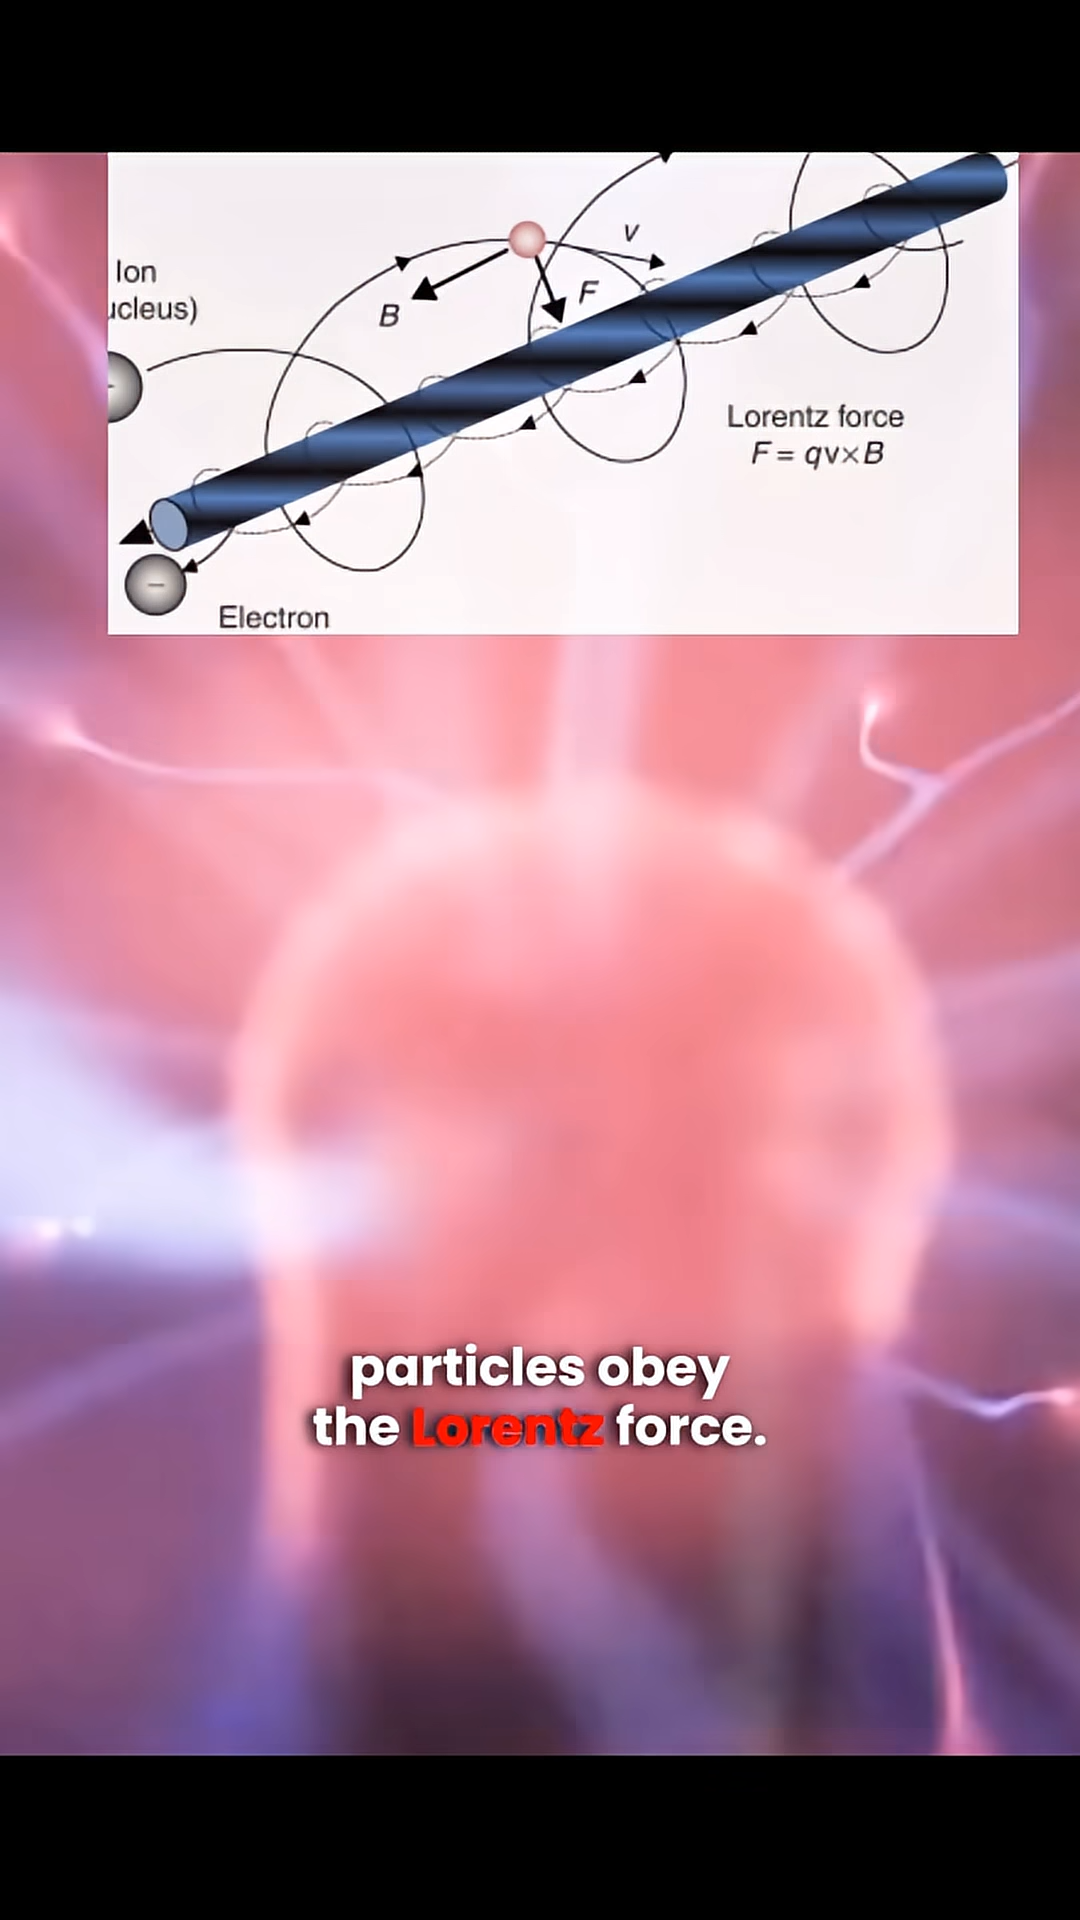 v
B
F
Ion
ucleus)
Lorentz force
F = qv×B
−
Electron
particles obey
the Lorentz force.